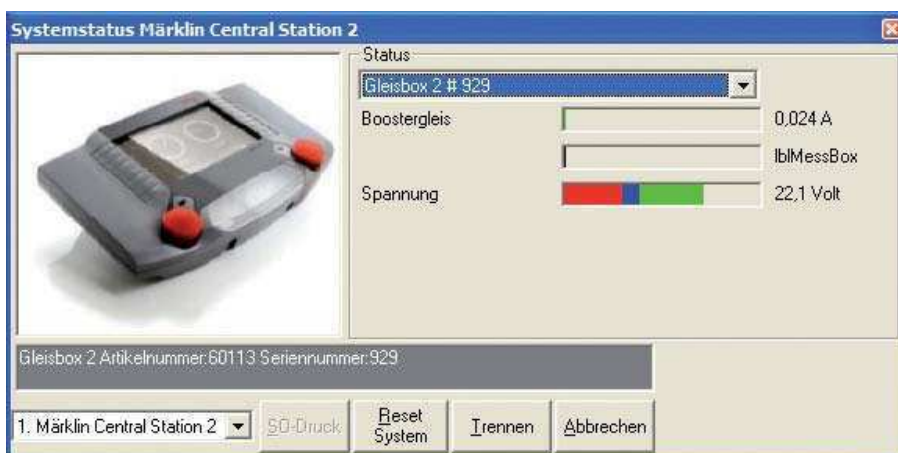 Systemstatus Märklin Central Station 2
Status
Gleisbox 2 # 929
Boostergleis
0,024 A
lblMessBox
Spannung
22,1 Volt
Gleisbox 2 Artikelnummer:60113 Seriennummer:929
1. Märklin Central Station 2
SO-Druck
Reset
System
Trennen
Abbrechen